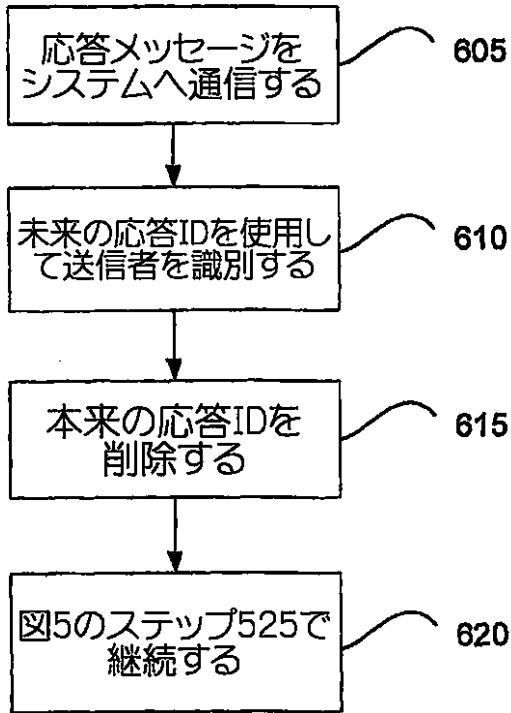 応答メッセージを
システムへ通信する
605
未来の応答IDを使用し
て送信者を識別する
610
本来の応答IDを
削除する
615
図5のステップ525で
継続する
620